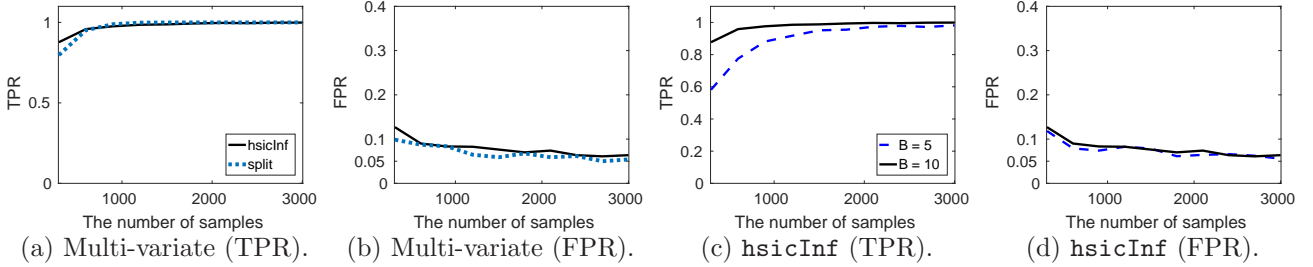 TPR
1
0.5
0
1000 2000 3000
The number of samples
hsicInf
split
(a) Multi-variate (TPR).
FPR
0.4
0.3
0.2
0.1
0.05
0
1000 2000 3000
The number of samples
(b) Multi-variate (FPR).
TPR
1
0.8
0.6
0.4
0.2
0
1000 2000 3000
The number of samples
B = 5
B = 10
(c) hsicInf (TPR).
FPR
0.4
0.3
0.2
0.1
0.05
0
1000 2000 3000
The number of samples
(d) hsicInf (FPR).